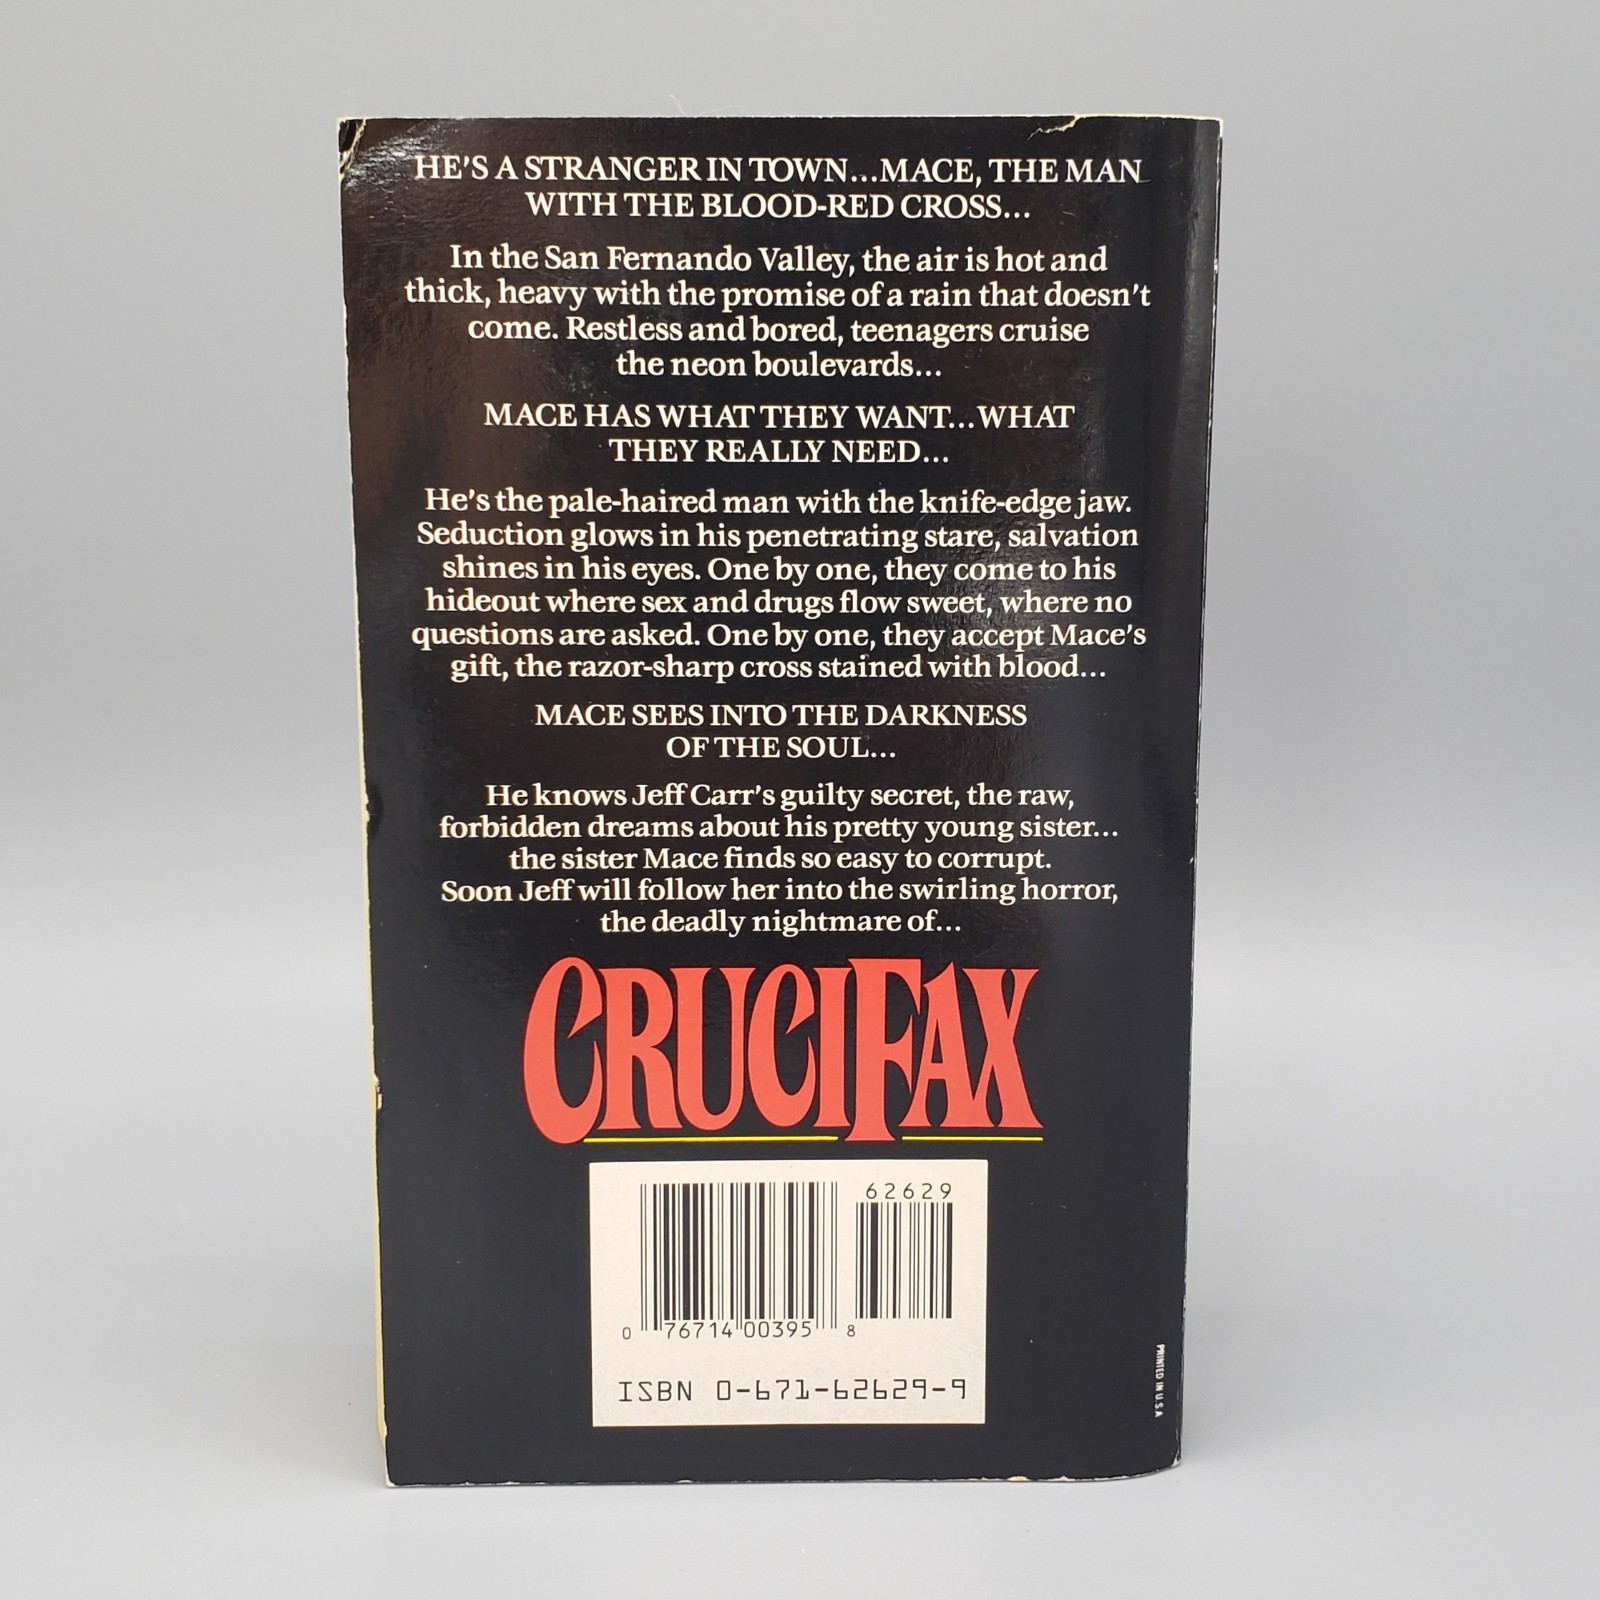 HE'S A STRANGER IN TOWN...MACE, THE MAN
WITH THE BLOOD-RED CROSS...
In the San Fernando Valley, the air is hot and
thick, heavy with the promise of a rain that doesn't
come. Restless and bored, teenagers cruise
the neon boulevards...
MACE HAS WHAT THEY WANT...WHAT
THEY REALLY NEED...
He's the pale-haired man with the knife-edge jaw.
Seduction glows in his penetrating stare, salvation
shines in his eyes. One by one, they come to his
hideout where sex and drugs flow sweet, where no
questions are asked. One by one, they accept Mace's
gift, the razor-sharp cross stained with blood...
MACE SEES INTO THE DARKNESS
OF THE SOUL...
He knows Jeff Carr's guilty secret, the raw,
forbidden dreams about his pretty young sister...
the sister Mace finds so easy to corrupt.
Soon Jeff will follow her into the swirling horror,
the deadly nightmare of...
CRUCIFAX
62629
0 76714 00395 8
ISBN 0-671-62629-9
PRINTED IN U.S.A